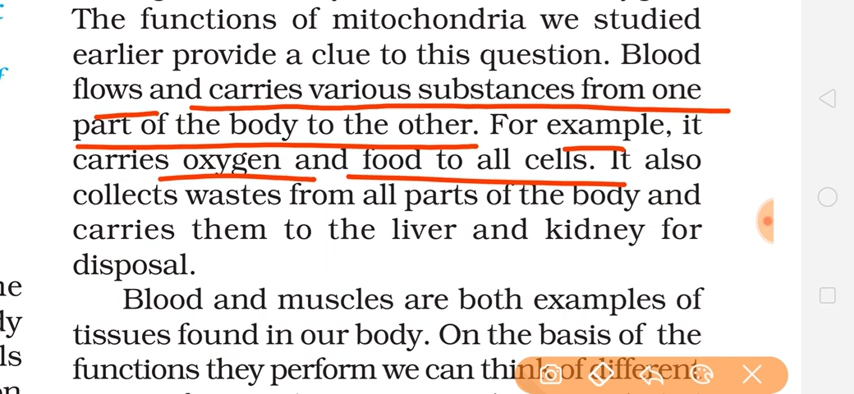 The functions of mitochondria we studied
earlier provide a clue to this question. Blood
flows and carries various substances from one
part of the body to the other. For example, it
carries oxygen and food to all cells. It also
collects wastes from all parts of the body and
carries them to the liver and kidney for
disposal.
Blood and muscles are both examples of
tissues found in our body. On the basis of the
functions they perform we can think of different